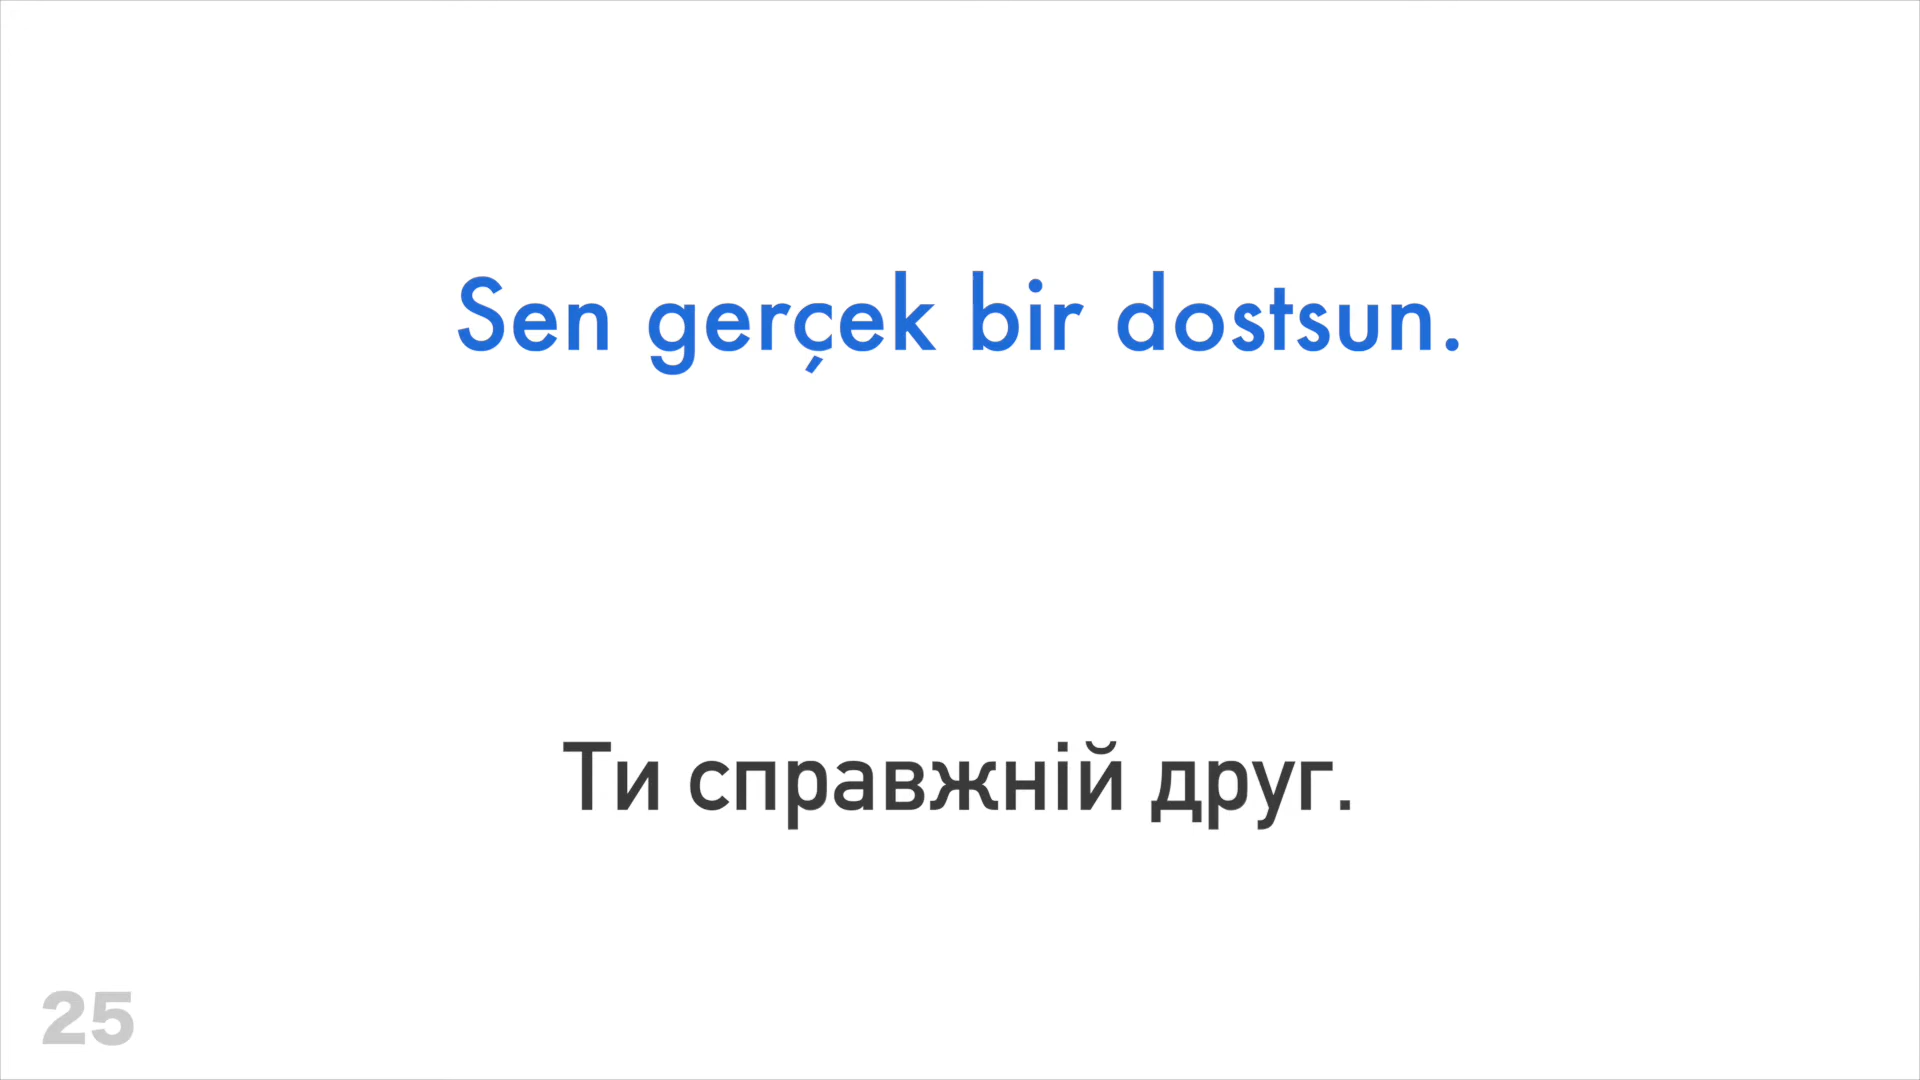 Sen gerçek bir dostsun.
Ти справжній друг.
25